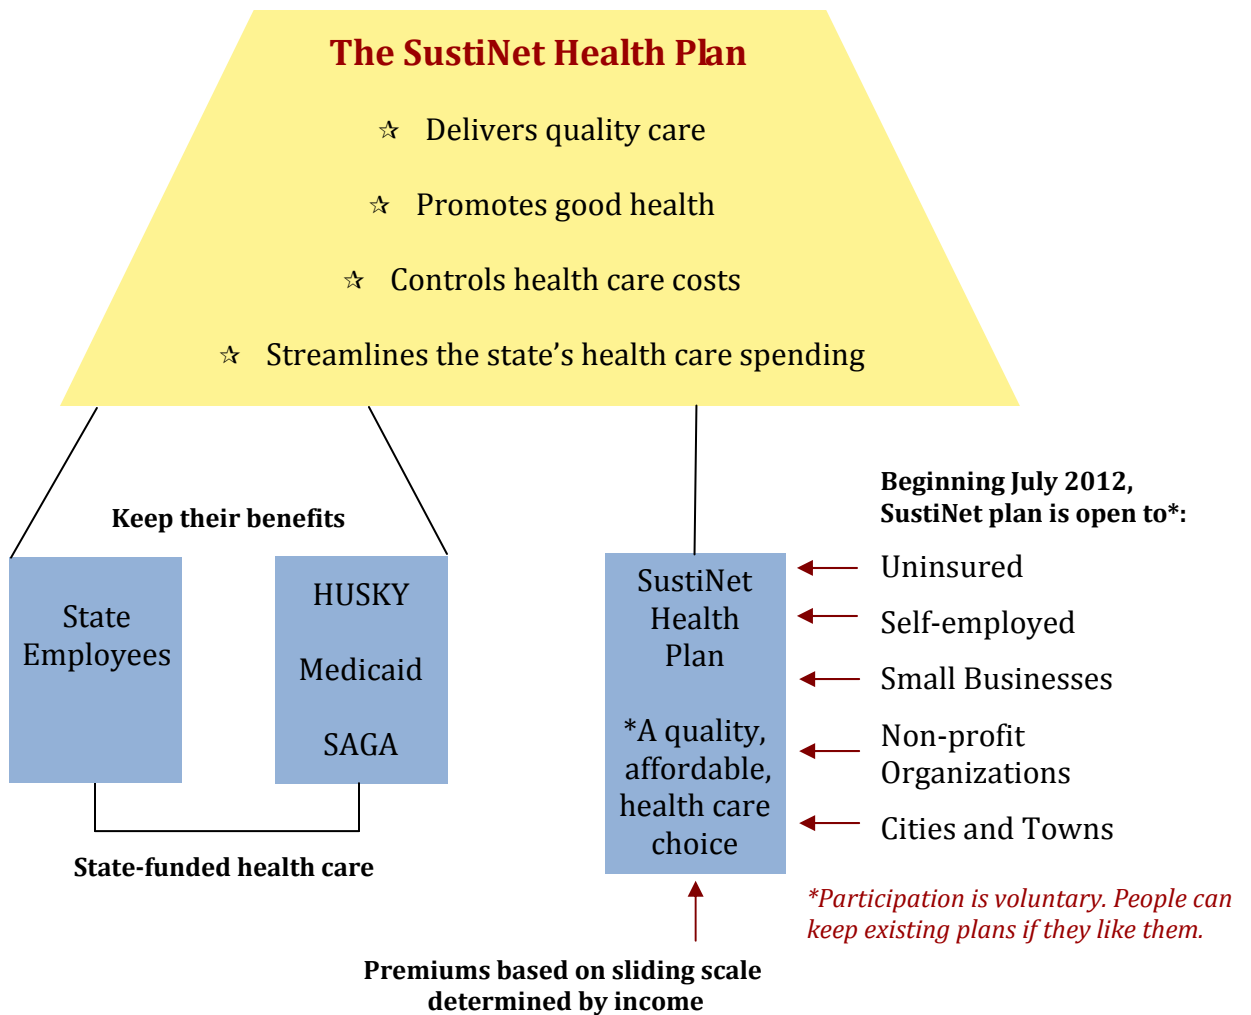 The SustiNet Health Plan
☆ Delivers quality care
☆ Promotes good health
☆ Controls health care costs
☆ Streamlines the state’s health care spending
Keep their benefits
State
Employees
HUSKY
Medicaid
SAGA
State-funded health care
SustiNet
Health
Plan
*A quality,
affordable,
health care
choice
Premiums based on sliding scale
determined by income
Beginning July 2012,
SustiNet plan is open to*:
Uninsured
Self-employed
Small Businesses
Non-profit
Organizations
Cities and Towns
*Participation is voluntary. People can
keep existing plans if they like them.